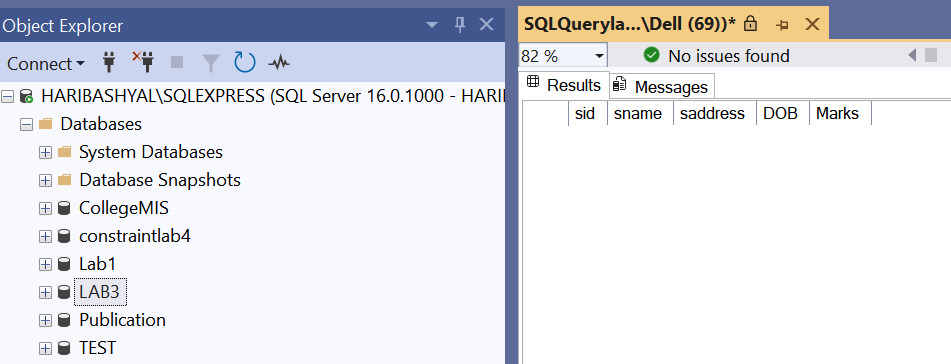 Object Explorer
Connect
HARIBASHYAL\SQLEXPRESS (SQL Server 16.0.1000 - HARI
Databases
System Databases
Database Snapshots
CollegeMIS
constraintlab4
Lab1
LAB3
Publication
TEST
SQLQueryla...\Dell (69))*
82 %
No issues found
Results
Messages
sid sname saddress DOB Marks